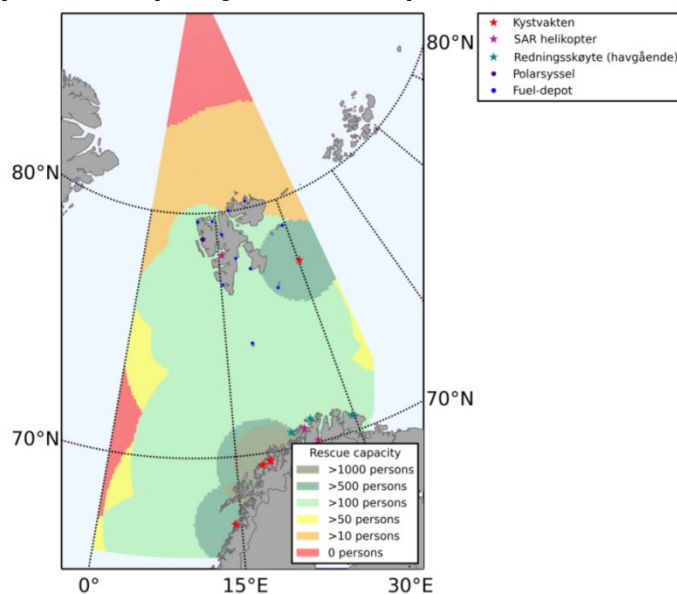 Kystvakten
SAR helikopter
Redningsskøyte (havgående)
Polarsyssel
Fuel-depot
80°N
80°N
70°N
70°N
Rescue capacity
>1000 persons
>500 persons
>100 persons
>50 persons
>10 persons
0 persons
0°
15°E
30°E